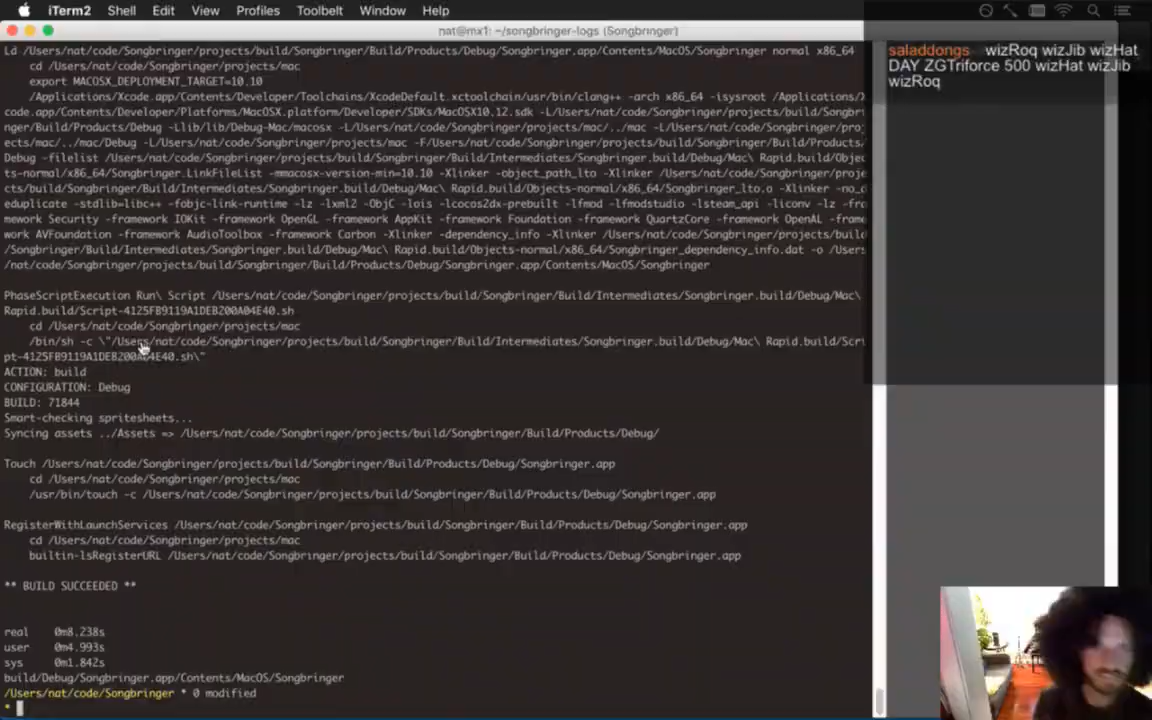 iTerm2 Shell Edit View Profiles Toolbelt Window Help
nat@mx1: ~/songbringer-logs (Songbringer)
Ld /Users/nat/code/Songbringer/projects/build/Songbringer/Build/Products/Debug/Songbringer.app/Contents/MacOS/Songbringer normal x86_64
cd /Users/nat/code/Songbringer/projects/mac
export MACOSX_DEPLOYMENT_TARGET=10.10
/Applications/Xcode.app/Contents/Developer/Toolchains/XcodeDefault.xctoolchain/usr/bin/clang++ -arch x86_64 -isysroot /Applications/X
code.app/Contents/Developer/Platforms/MacOSX.platform/Developer/SDKs/MacOSX10.12.sdk -L/Users/nat/code/Songbringer/projects/build/Songbri
nger/Build/Products/Debug -Llib/lib/Debug-Mac/macosx -L/Users/nat/code/Songbringer/projects/mac/../mac -L/Users/nat/code/Songbringer/proj
ects/mac/../mac/Debug -L/Users/nat/code/Songbringer/projects/mac -F/Users/nat/code/Songbringer/projects/build/Songbringer/Build/Products/
Debug -filelist /Users/nat/code/Songbringer/projects/build/Songbringer/Build/Intermediates/Songbringer.build/Debug/Mac\ Rapid.build/Objec
ts-normal/x86_64/Songbringer.LinkFileList -mmacosx-version-min=10.10 -Xlinker -object_path_lto -Xlinker /Users/nat/code/Songbringer/proje
cts/build/Songbringer/Build/Intermediates/Songbringer.build/Debug/Mac\ Rapid.build/Objects-normal/x86_64/Songbringer_lto.o -Xlinker -no_d
eduplicate -stdlib=libc++ -fobjc-link-runtime -lz -lxml2 -ObjC -lois -lcocos2dx-prebuilt -lfmod -lfmodstudio -lsteam_api -liconv -lz -fra
mework Security -framework IOKit -framework OpenGL -framework AppKit -framework Foundation -framework QuartzCore -framework OpenAL -frame
work AVFoundation -framework AudioToolbox -framework Carbon -Xlinker -dependency_info -Xlinker /Users/nat/code/Songbringer/projects/build
/Songbringer/Build/Intermediates/Songbringer.build/Debug/Mac\ Rapid.build/Objects-normal/x86_64/Songbringer_dependency_info.dat -o /Users
/nat/code/Songbringer/projects/build/Songbringer/Build/Products/Debug/Songbringer.app/Contents/MacOS/Songbringer
PhaseScriptExecution Run\ Script /Users/nat/code/Songbringer/projects/build/Songbringer/Build/Intermediates/Songbringer.build/Debug/Mac\
Rapid.build/Script-4125FB9119A1DEB200A04E40.sh
cd /Users/nat/code/Songbringer/projects/mac
/bin/sh -c \"/Users/nat/code/Songbringer/projects/build/Songbringer/Build/Intermediates/Songbringer.build/Debug/Mac\ Rapid.build/Scri
pt-4125FB9119A1DEB200A04E40.sh\"
ACTION: build
CONFIGURATION: Debug
BUILD: 71844
Smart-checking spritesheets...
Syncing assets ../Assets => /Users/nat/code/Songbringer/projects/build/Songbringer/Build/Products/Debug/
Touch /Users/nat/code/Songbringer/projects/build/Songbringer/Build/Products/Debug/Songbringer.app
cd /Users/nat/code/Songbringer/projects/mac
/usr/bin/touch -c /Users/nat/code/Songbringer/projects/build/Songbringer/Build/Products/Debug/Songbringer.app
RegisterWithLaunchServices /Users/nat/code/Songbringer/projects/build/Songbringer/Build/Products/Debug/Songbringer.app
cd /Users/nat/code/Songbringer/projects/mac
builtin-lsRegisterURL /Users/nat/code/Songbringer/projects/build/Songbringer/Build/Products/Debug/Songbringer.app
** BUILD SUCCEEDED **
real 0m8.238s
user 0m4.993s
sys 0m1.842s
build/Debug/Songbringer.app/Contents/MacOS/Songbringer
/Users/nat/code/Songbringer * 0 modified
*
saladdongs wizRoq wizJib wizHat
DAY ZGTriforce 500 wizHat wizJib
wizRoq